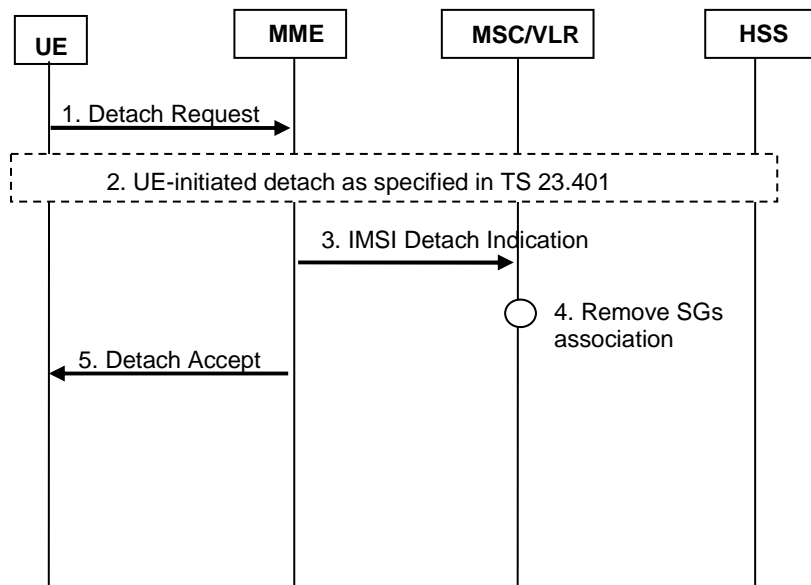 UE
MME
MSC/VLR
HSS
1. Detach Request
2. UE-initiated detach as specified in TS 23.401
3. IMSI Detach Indication
4. Remove SGs
association
5. Detach Accept